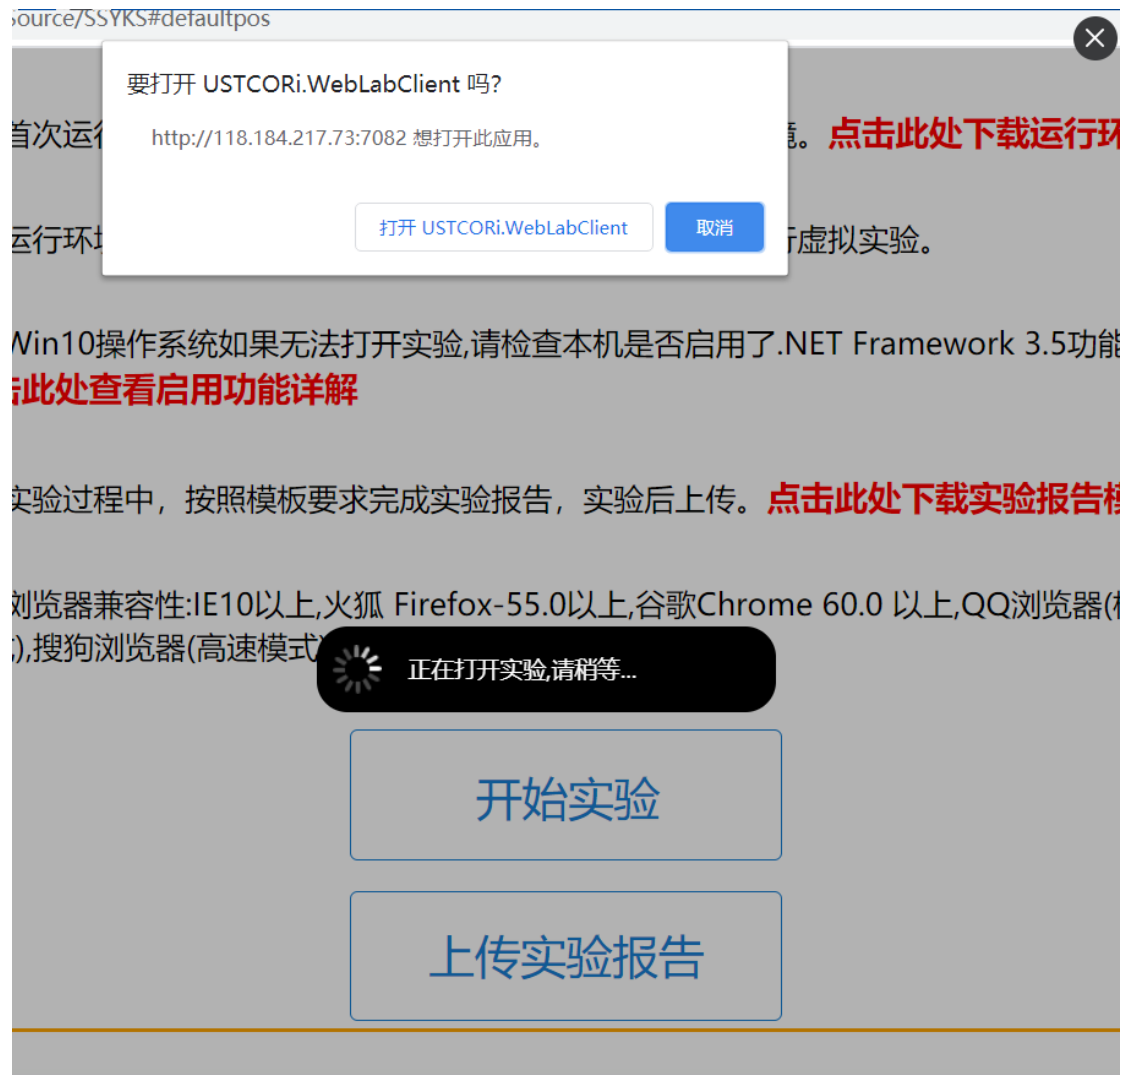 Source/SSYKS#defaultpos
要打开 USTCORi.WebLabClient 吗?
http://118.184.217.73:7082 想打开此应用。
打开 USTCORi.WebLabClient
取消
首次运行
境。点击此处下载运行环
运行环境
行虚拟实验。
Win10操作系统如果无法打开实验,请检查本机是否启用了.NET Framework 3.5功能
击此处查看启用功能详解
实验过程中，按照模板要求完成实验报告，实验后上传。点击此处下载实验报告模
浏览器兼容性:IE10以上,火狐 Firefox-55.0以上,谷歌Chrome 60.0 以上,QQ浏览器(
),搜狗浏览器(高速模式)
正在打开实验,请稍等...
开始实验
上传实验报告